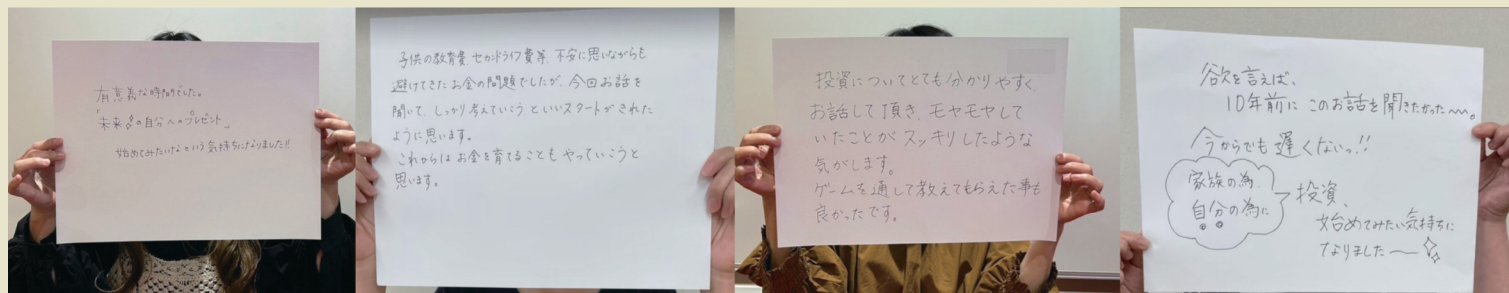 有意義な時間でした。
「未来の自分へのプレゼント」
始めてみたいなという気持ちになりました!!
子供の教育費、セカンドライフ費等、不安に思いながらも
避けてきたお金の問題でしたが、今回お話を
聞いて、しっかり考えていこう、といいスタートがきれた
ように思います。
これからはお金を育てることもやっていこうと
思います。
投資についてとても分かりやすく、
お話して頂き、モヤモヤして
いたことがスッキリしたような
気がします。
ゲームを通して教えてもらえた事も
良かったです。
欲を言えば、
10年前にこのお話を聞きたかった〜〜。
今からでも遅くないっ!!
家族の為、
自分の為に
投資、
始めてみたい気持ちに
なりました〜